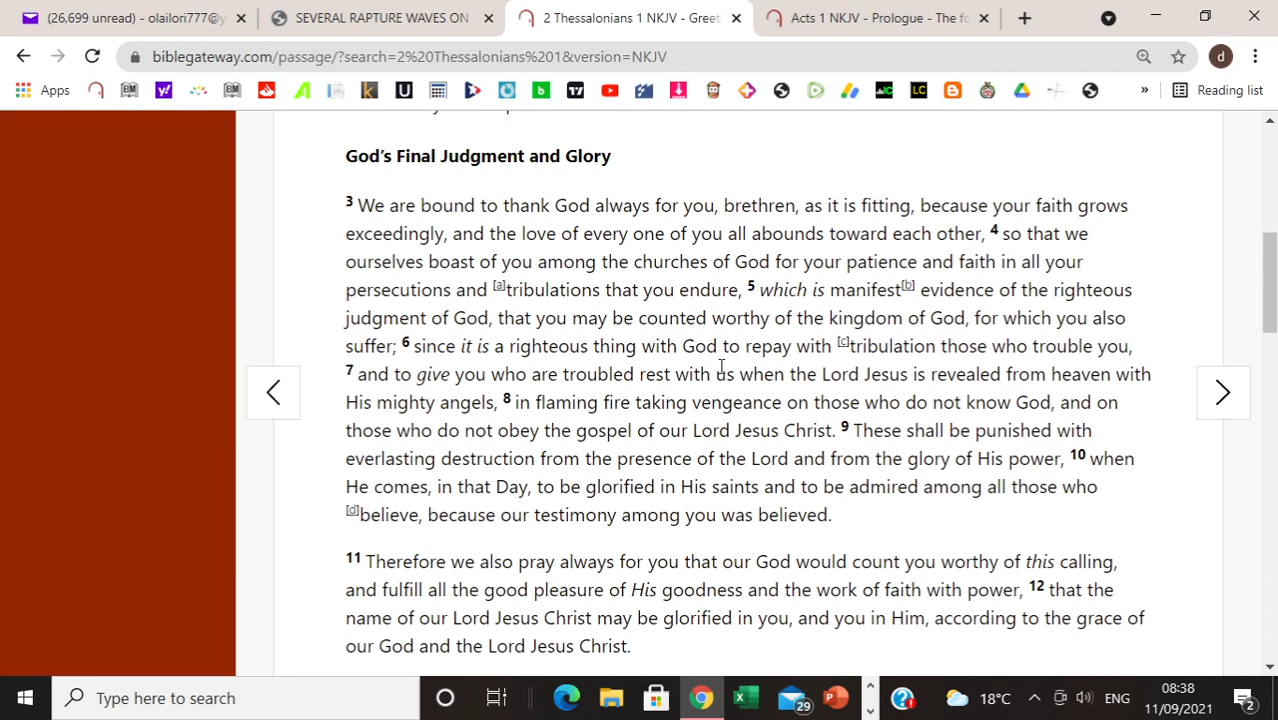 (26,699 unread) - olailori777@y
SEVERAL RAPTURE WAVES ON
2 Thessalonians 1 NKJV - Greeti
Acts 1 NKJV - Prologue - The fo
biblegateway.com/passage/?search=2%20Thessalonians%201&version=NKJV
d
Apps
Reading list
God's Final Judgment and Glory
3 We are bound to thank God always for you, brethren, as it is fitting, because your faith grows
exceedingly, and the love of every one of you all abounds toward each other, 4 so that we
ourselves boast of you among the churches of God for your patience and faith in all your
persecutions and [a]tribulations that you endure, 5 which is manifest[b] evidence of the righteous
judgment of God, that you may be counted worthy of the kingdom of God, for which you also
suffer; 6 since it is a righteous thing with God to repay with [c]tribulation those who trouble you,
7 and to give you who are troubled rest with us when the Lord Jesus is revealed from heaven with
His mighty angels, 8 in flaming fire taking vengeance on those who do not know God, and on
those who do not obey the gospel of our Lord Jesus Christ. 9 These shall be punished with
everlasting destruction from the presence of the Lord and from the glory of His power, 10 when
He comes, in that Day, to be glorified in His saints and to be admired among all those who
[d]believe, because our testimony among you was believed.
11 Therefore we also pray always for you that our God would count you worthy of this calling,
and fulfill all the good pleasure of His goodness and the work of faith with power, 12 that the
name of our Lord Jesus Christ may be glorified in you, and you in Him, according to the grace of
our God and the Lord Jesus Christ.
Type here to search
29
18°C
ENG
08:38
11/09/2021
2